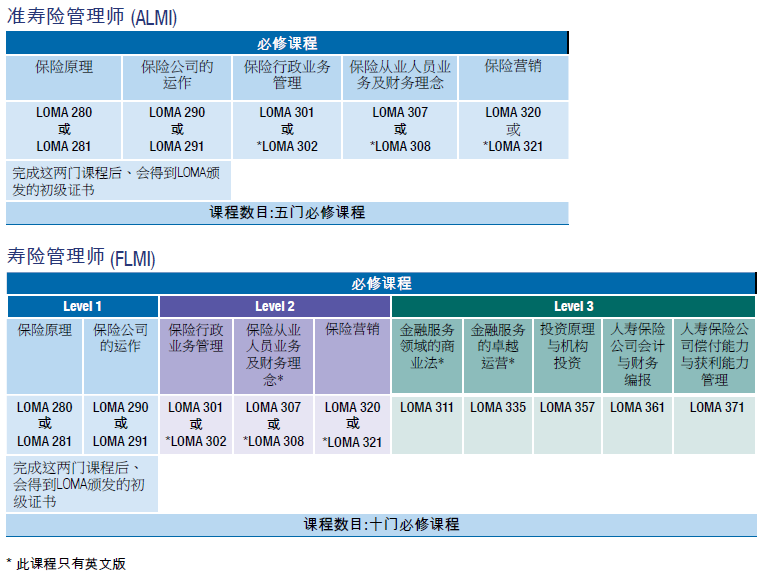 准寿险管理师 (ALMI)
必修课程
保险原理
保险公司的
运作
保险行政业务
管理
保险从业人员业
务及财务理念
保险营销
LOMA 280
或
LOMA 281
LOMA 290
或
LOMA 291
LOMA 301
或
*LOMA 302
LOMA 307
或
*LOMA 308
LOMA 320
或
*LOMA 321
完成这两门课程后、会得到LOMA颁
发的初级证书
课程数目:五门必修课程
寿险管理师 (FLMI)
必修课程
Level 1
Level 2
Level 3
保险原理
保险公司
的运作
保险行政
业务管理
保险从业
人员业务
及财务理
念*
保险营销
金融服务
领域的商
业法*
金融服务
的卓越
运营*
投资原理
与机构
投资
人寿保险
公司会计
与财务
编报
人寿保险公
司偿付能力
与获利能力
管理
LOMA 280
或
LOMA 281
LOMA 290
或
LOMA 291
LOMA 301
或
*LOMA 302
LOMA 307
或
*LOMA 308
LOMA 320
或
*LOMA 321
LOMA 311
LOMA 335
LOMA 357
LOMA 361
LOMA 371
完成这两门课程后、
会得到LOMA颁发的初
级证书
课程数目:十门必修课程
* 此课程只有英文版